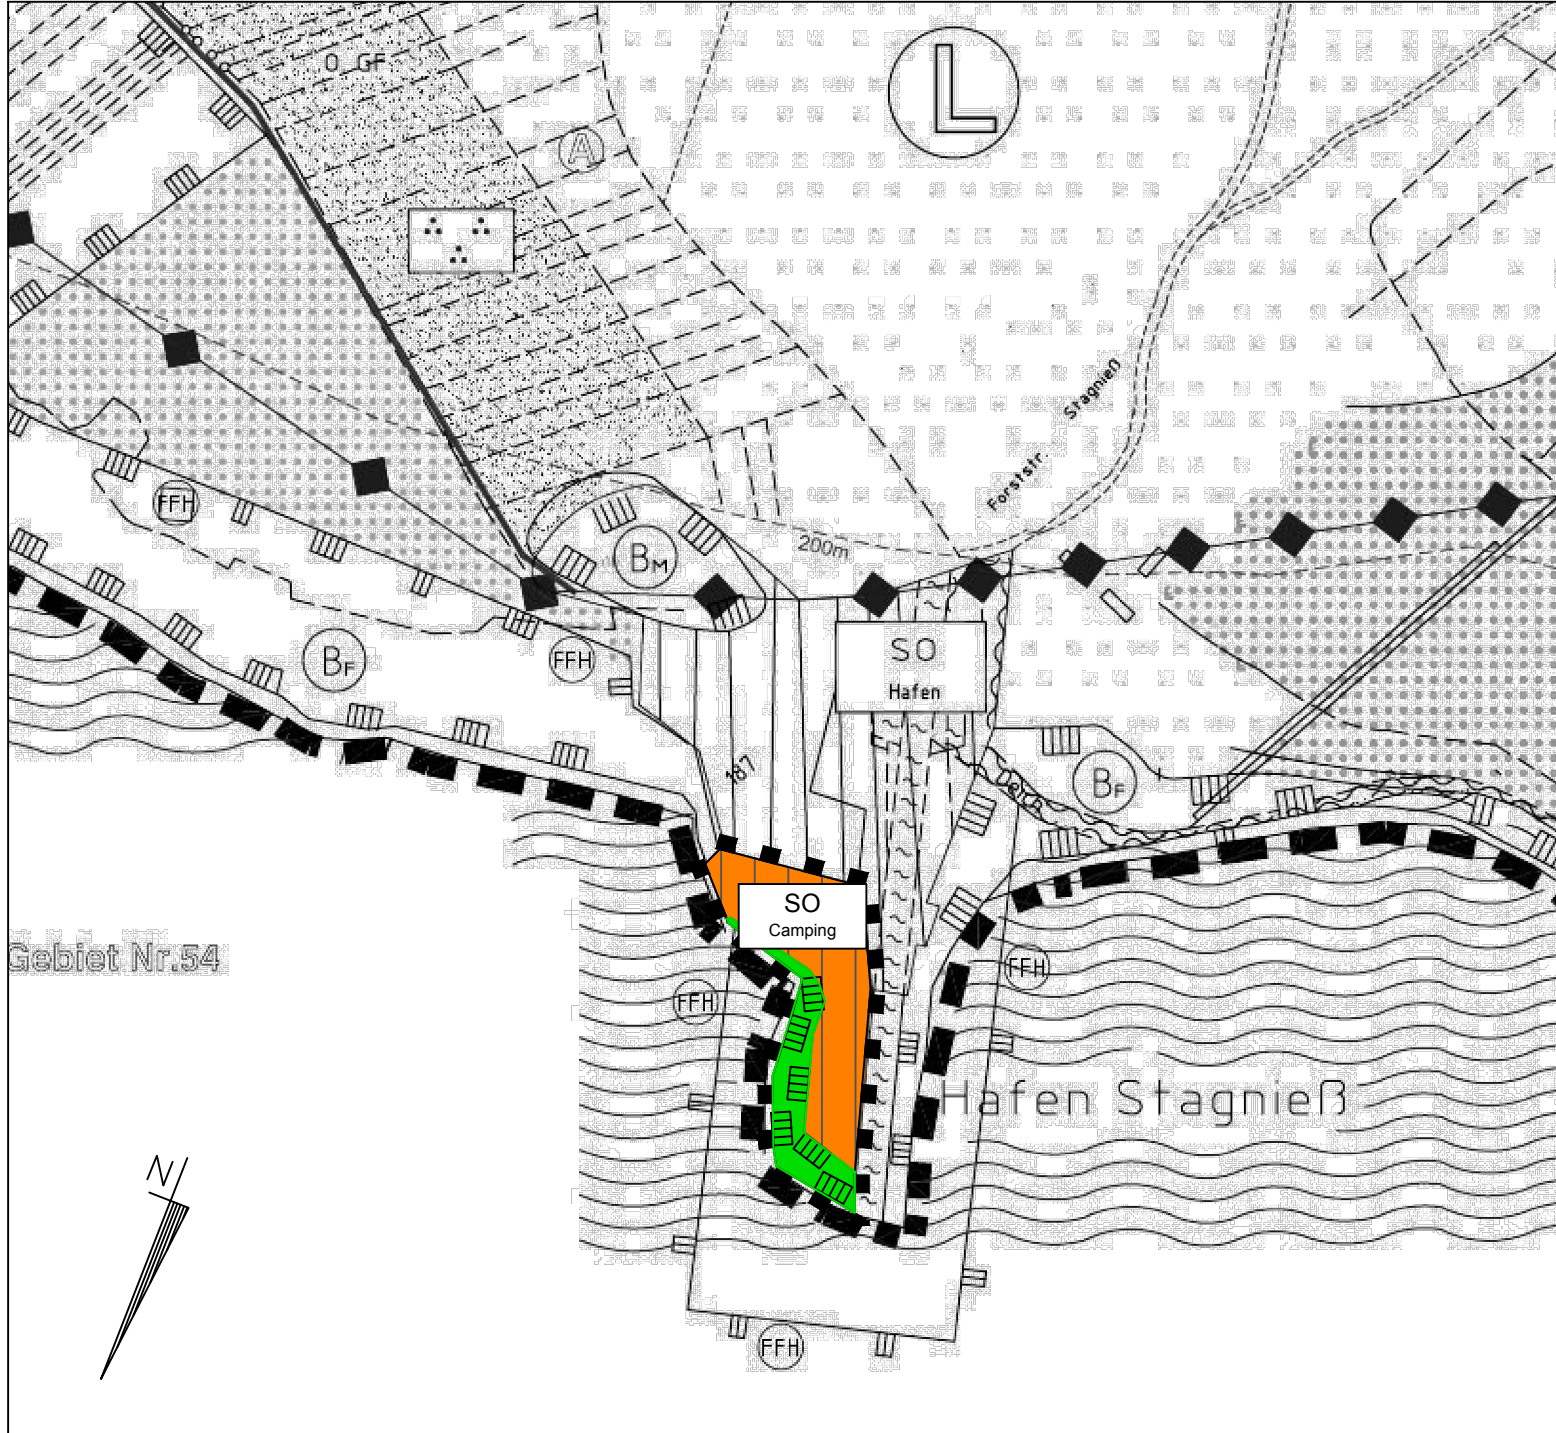 O GF
L
A
Stagnieß
Forststr.
FFH
BM
200m
BF
FFH
SO
Hafen
187
BF
SO
Camping
Gebiet Nr.54
FFH
FFH
Hafen Stagnieß
N
FFH